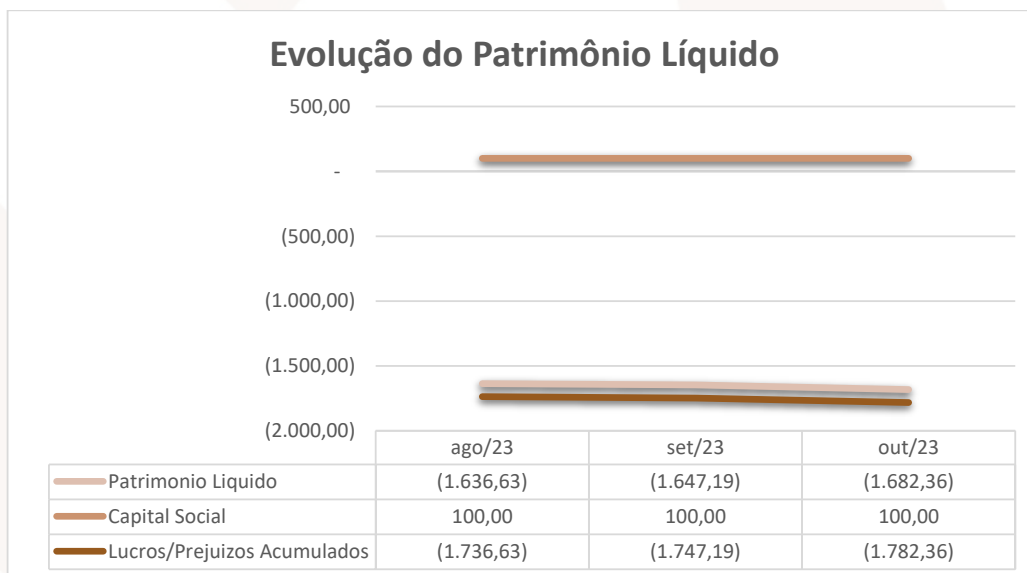 Evolução do Patrimônio Líquido
500,00
-
(500,00)
(1.000,00)
(1.500,00)
(2.000,00)
ago/23 set/23 out/23
Patrimonio Liquido (1.636,63) (1.647,19) (1.682,36)
Capital Social 100,00 100,00 100,00
Lucros/Prejuizos Acumulados (1.736,63) (1.747,19) (1.782,36)